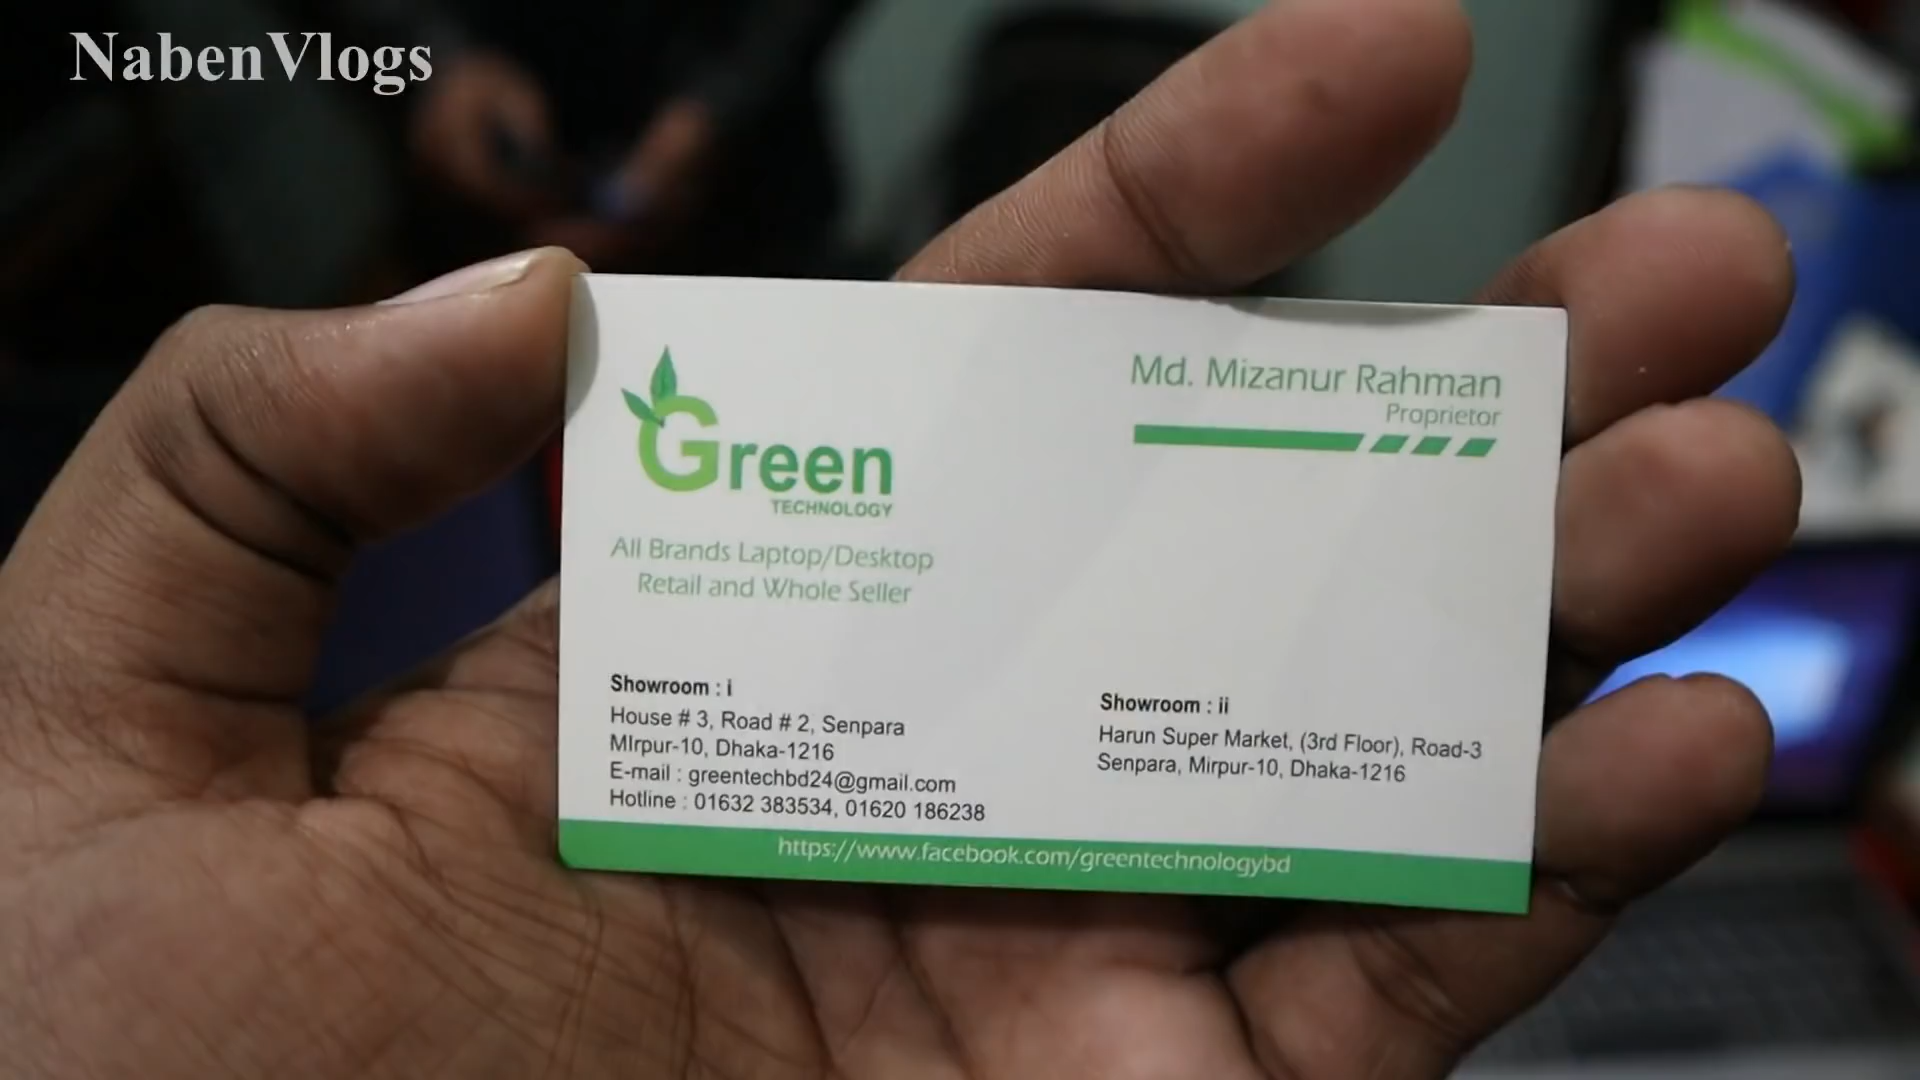 NabenVlogs
Green
TECHNOLOGY
All Brands Laptop/Desktop
Retail and Whole Seller
Md. Mizanur Rahman
Proprietor
Showroom : i
House # 3, Road # 2, Senpara
MIrpur-10, Dhaka-1216
E-mail : greentechbd24@gmail.com
Hotline : 01632 383534, 01620 186238
Showroom : ii
Harun Super Market, (3rd Floor), Road-3
Senpara, Mirpur-10, Dhaka-1216
https://www.facebook.com/greentechnologybd